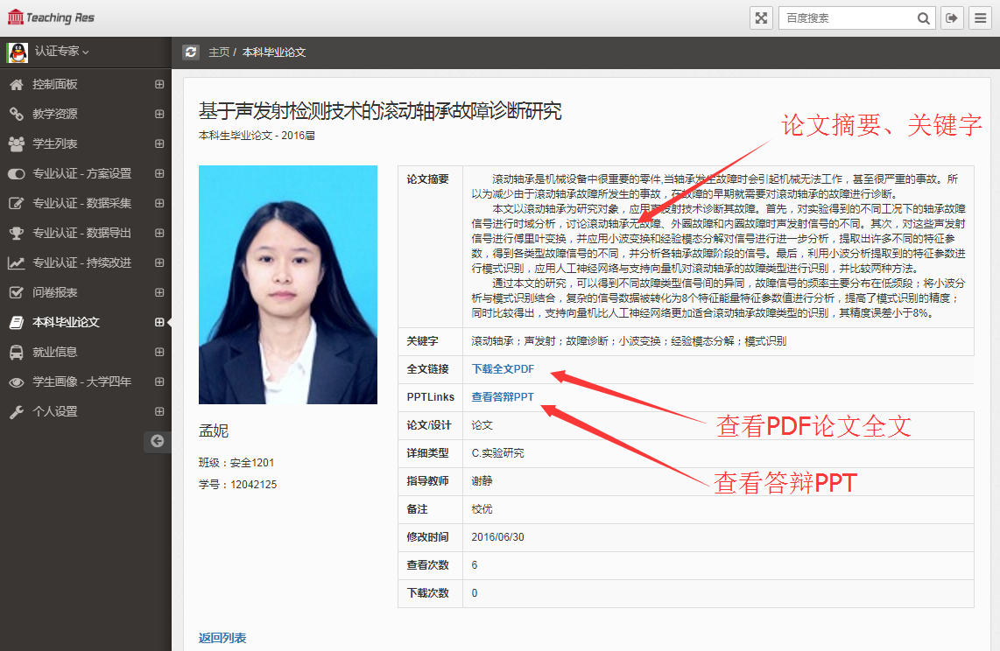 Teaching Res
百度搜索
认证专家
主页 / 本科毕业论文
控制面板
教学资源
学生列表
专业认证 - 方案设置
专业认证 - 数据采集
专业认证 - 数据导出
专业认证 - 持续改进
问卷报表
本科毕业论文
就业信息
学生画像 - 大学四年
个人设置
基于声发射检测技术的滚动轴承故障诊断研究
本科生毕业论文 - 2016届
论文摘要、关键字
孟妮
班级：安全1201
学号：12042125
论文摘要
滚动轴承是机械设备中很重要的零件,当轴承发生故障时会引起机械无法工作，甚至很严重的事故。所
以为减少由于滚动轴承故障所发生的事故，在故障的早期就需要对滚动轴承的故障进行诊断。
本文以滚动轴承为研究对象，应用声发射技术诊断其故障。首先，对实验得到的不同工况下的轴承故障
信号进行时域分析，讨论滚动轴承无故障、外圈故障和内圈故障时声发射信号的不同。其次，对这些声发射
信号进行傅里叶变换，并应用小波变换和经验模态分解对信号进行进一步分析，提取出许多不同的特征参
数，得到各类型故障信号的不同，并分析各轴承故障阶段的信号。最后，利用小波分析提取到的特征参数进
行模式识别，应用人工神经网络与支持向量机对滚动轴承的故障类型进行识别，并比较两种方法。
通过本文的研究，可以得到不同故障类型信号间的异同，故障信号的频率主要分布在低频段；将小波分
析与模式识别结合，复杂的信号数据被转化为8个特征能量特征参数值进行分析，提高了模式识别的精度；
同时比较得出，支持向量机比人工神经网络更加适合滚动轴承故障类型的识别，其精度误差小于8%。
关键字 滚动轴承；声发射；故障诊断；小波变换；经验模态分解；模式识别
全文链接 下载全文PDF
PPTLinks 查看答辩PPT
查看PDF论文全文
论文/设计 论文
详细类型 C.实验研究
指导教师 谢静
查看答辩PPT
备注 校优
修改时间 2016/06/30
查看次数 6
下载次数 0
返回列表